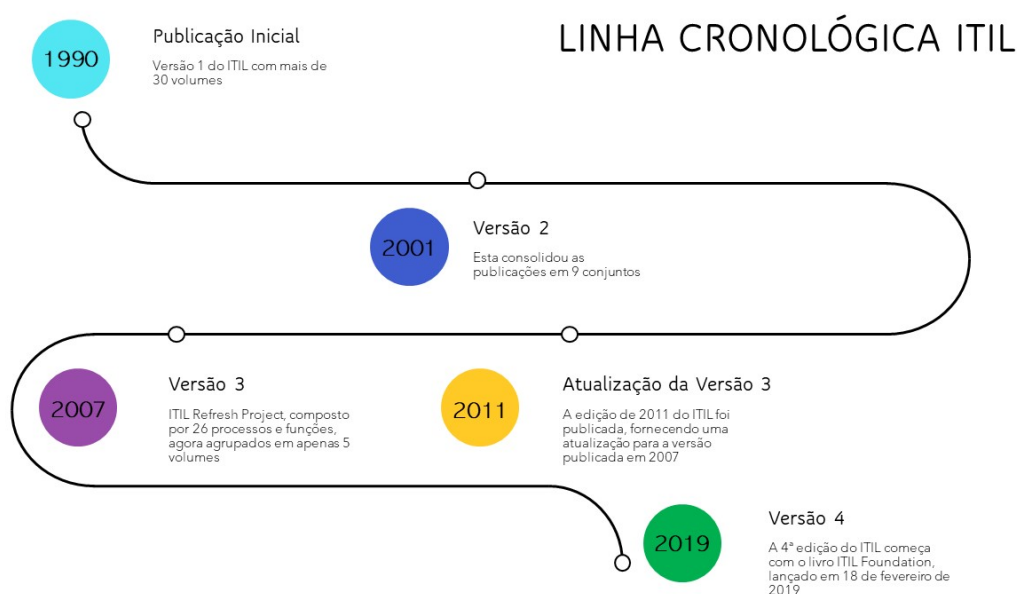 LINHA CRONOLÓGICA ITIL
1990
Publicação Inicial
Versão 1 do ITIL com mais de
30 volumes
2001
Versão 2
Esta consolidou as
publicações em 9 conjuntos
2007
Versão 3
ITIL Refresh Project, composto
por 26 processos e funções,
agora agrupados em apenas 5
volumes
2011
Atualização da Versão 3
A edição de 2011 do ITIL foi
publicada, fornecendo uma
atualização para a versão
publicada em 2007
2019
Versão 4
A 4ª edição do ITIL começa
com o livro ITIL Foundation,
lançado em 18 de fevereiro de
2019